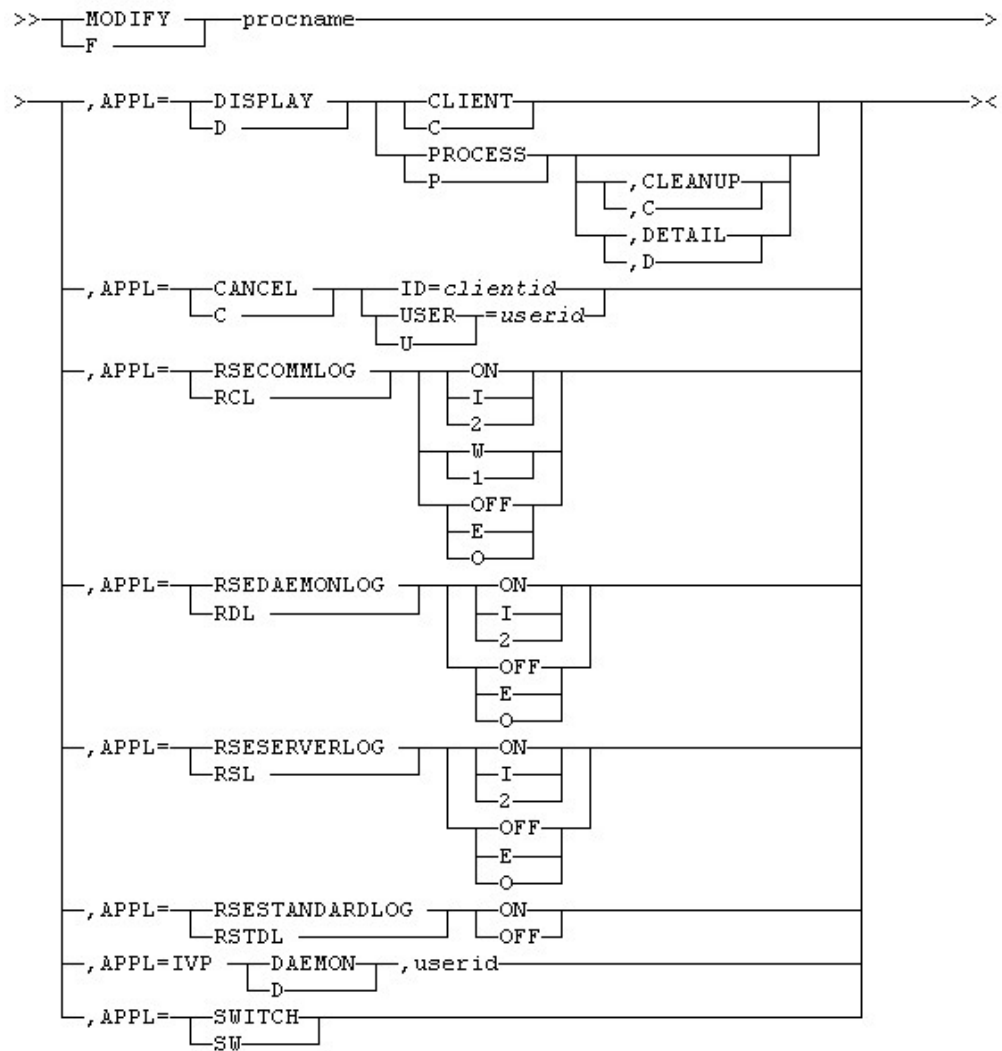 >> MODIFY procname >
F
> ,APPL= DISPLAY CLIENT ><
D C
PROCESS
P
,CLEANUP
,C
,DETAIL
,D
,APPL= CANCEL ID=clientid
C USER =userid
U
,APPL= RSECOMMLOG ON
RCL I
2
W
1
OFF
E
O
,APPL= RSEDAEMONLOG ON
RDL I
2
OFF
E
O
,APPL= RSESERVERLOG ON
RSL I
2
OFF
E
O
,APPL= RSESTANDARDLOG ON
RSTDL OFF
,APPL=IVP DAEMON ,userid
D
,APPL= SWITCH
SW